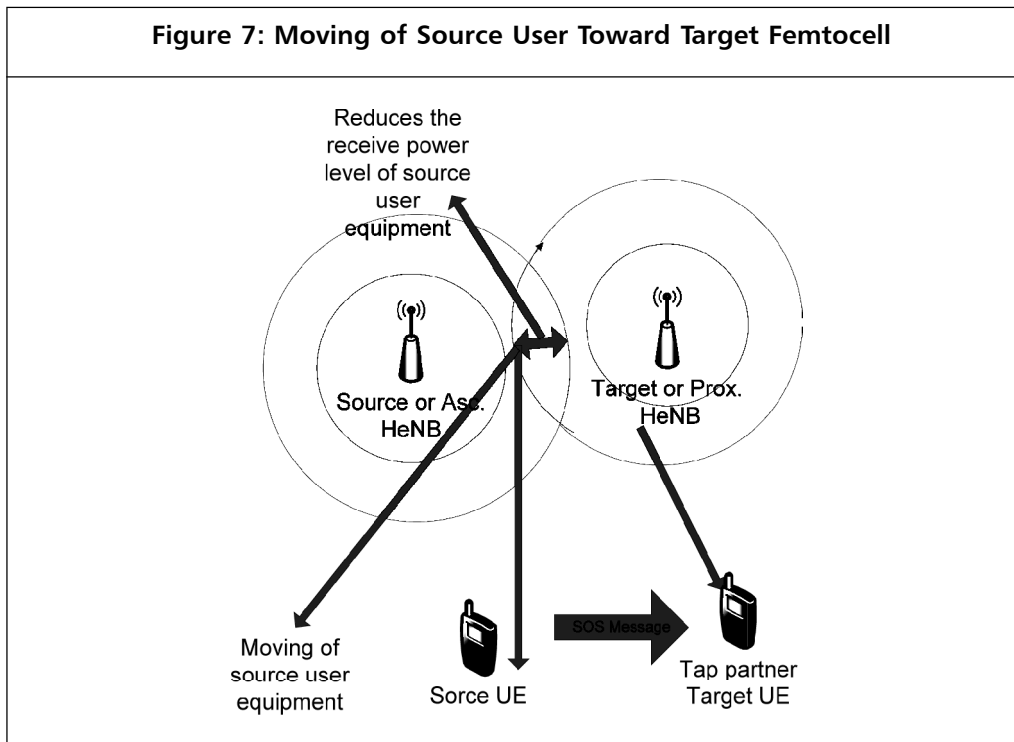 Figure 7: Moving of Source User Toward Target Femtocell
Reduces the
receive power
level of source
user
equipment
Source or Asc.
HeNB
Target or Prox.
HeNB
Moving of
source user
equipment
Sorce UE
SOS Message
Tap partner
Target UE